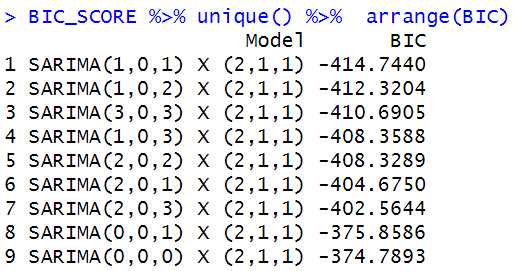 > BIC_SCORE %>% unique() %>%  arrange(BIC)
                     Model       BIC
1 SARIMA(1,0,1) X (2,1,1) -414.7440
2 SARIMA(1,0,2) X (2,1,1) -412.3204
3 SARIMA(3,0,3) X (2,1,1) -410.6905
4 SARIMA(1,0,3) X (2,1,1) -408.3588
5 SARIMA(2,0,2) X (2,1,1) -408.3289
6 SARIMA(2,0,1) X (2,1,1) -404.6750
7 SARIMA(2,0,3) X (2,1,1) -402.5644
8 SARIMA(0,0,1) X (2,1,1) -375.8586
9 SARIMA(0,0,0) X (2,1,1) -374.7893